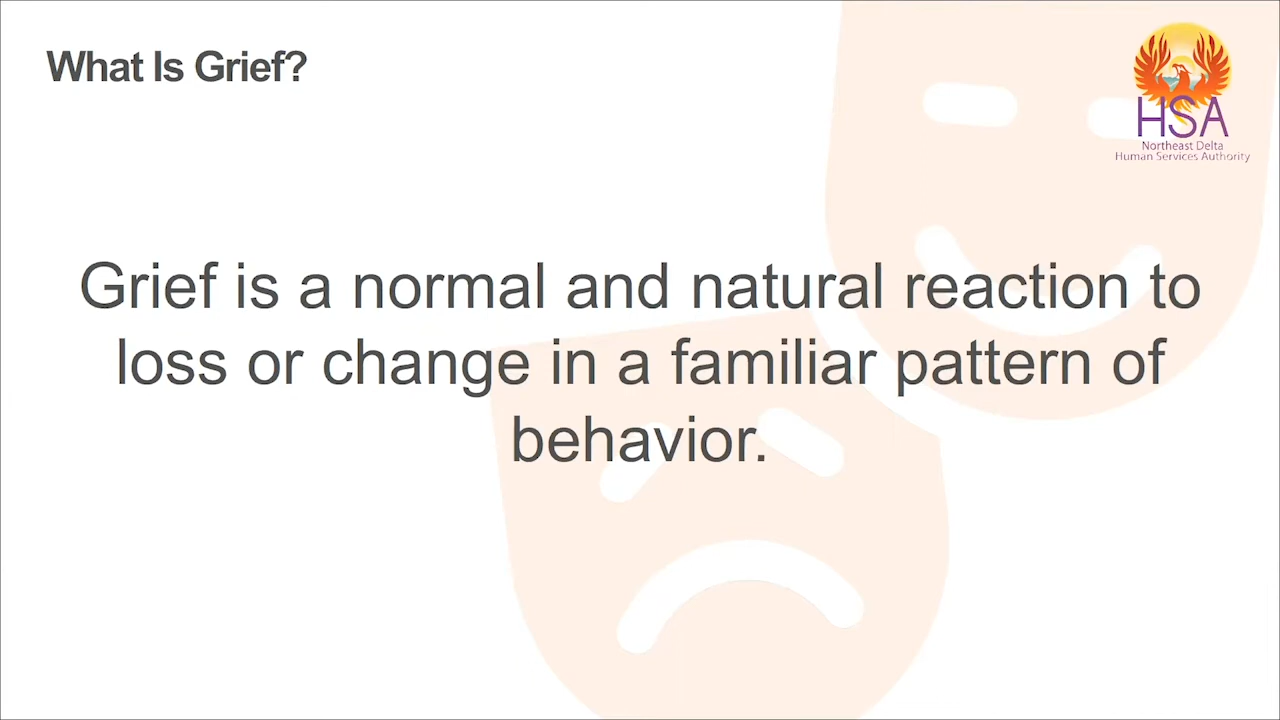 What Is Grief?
HSA
Northeast Delta
Human Services Authority
Grief is a normal and natural reaction to
loss or change in a familiar pattern of
behavior.